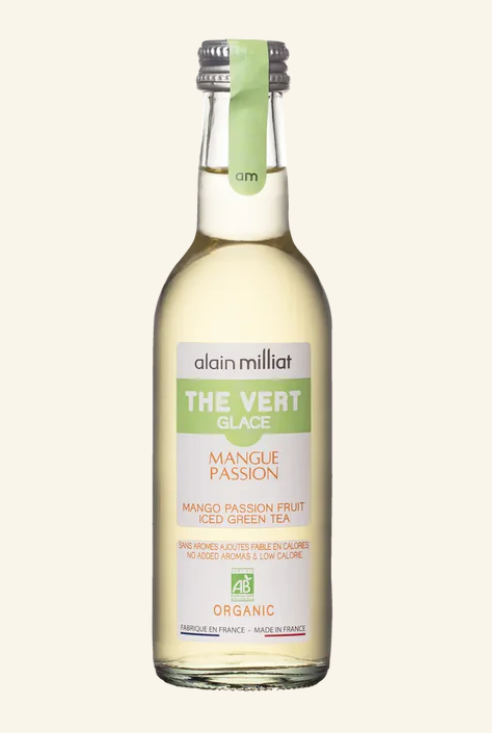 am
alain milliat
THE VERT
GLACE
MANGUE
PASSION
MANGO PASSION FRUIT
ICED GREEN TEA
SANS AROMES AJOUTES FAIBLE EN CALORIES
NO ADDED AROMAS & LOW CALORIE
AB
ORGANIC
FABRIQUE EN FRANCE - MADE IN FRANCE